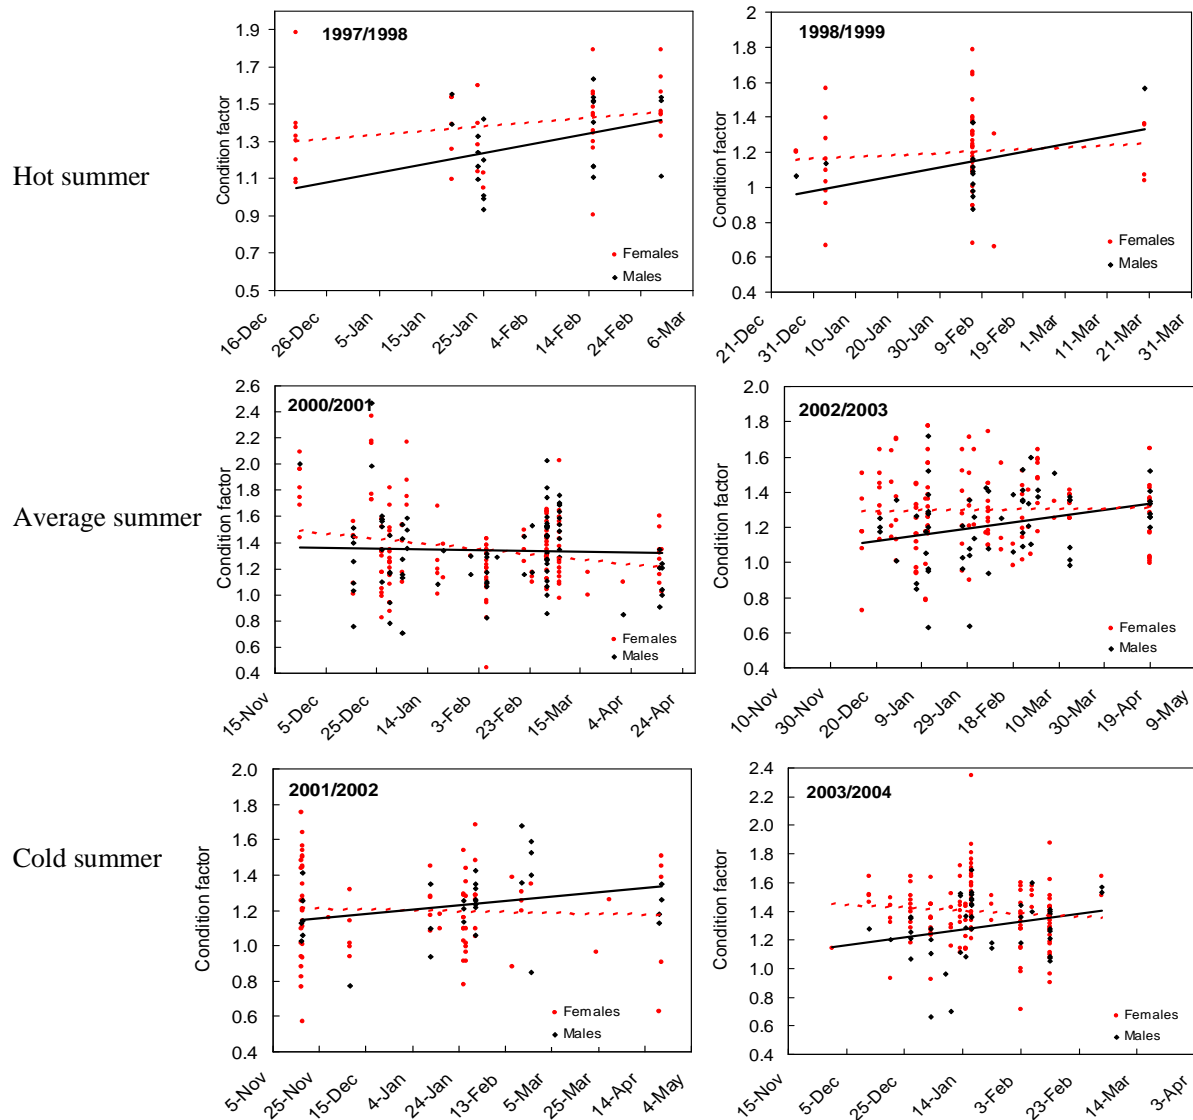 Hot summer
1997/1998
Condition factor
1.9
1.7
1.5
1.3
1.1
0.9
0.7
0.5
Females
Males
16-Dec
26-Dec
5-Jan
15-Jan
25-Jan
4-Feb
14-Feb
24-Feb
6-Mar
1998/1999
Condition factor
2
1.8
1.6
1.4
1.2
1
0.8
0.6
0.4
Females
Males
21-Dec
31-Dec
10-Jan
20-Jan
30-Jan
9-Feb
19-Feb
1-Mar
11-Mar
21-Mar
31-Mar
Average summer
2000/2001
Condition factor
2.6
2.4
2.2
2.0
1.8
1.6
1.4
1.2
1.0
0.8
0.6
0.4
Females
Males
15-Nov
5-Dec
25-Dec
14-Jan
3-Feb
23-Feb
15-Mar
4-Apr
24-Apr
2002/2003
Condition factor
2.0
1.8
1.6
1.4
1.2
1.0
0.8
0.6
0.4
Females
Males
10-Nov
30-Nov
20-Dec
9-Jan
29-Jan
18-Feb
10-Mar
30-Mar
19-Apr
9-May
Cold summer
2001/2002
Condition factor
2.0
1.8
1.6
1.4
1.2
1.0
0.8
0.6
0.4
Females
Males
5-Nov
25-Nov
15-Dec
4-Jan
24-Jan
13-Feb
5-Mar
25-Mar
14-Apr
4-May
2003/2004
Condition factor
2.4
2.2
2.0
1.8
1.6
1.4
1.2
1.0
0.8
0.6
0.4
Females
Males
15-Nov
5-Dec
25-Dec
14-Jan
3-Feb
23-Feb
14-Mar
3-Apr